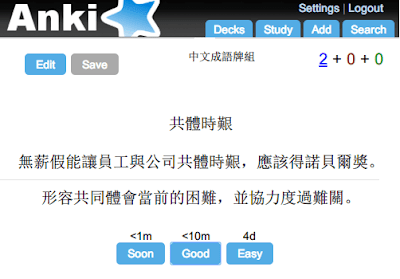 Anki
Settings | Logout
Decks Study Add Search
Edit Save 中文成語牌組 2 + 0 + 0
共體時艱
無薪假能讓員工與公司共體時艱，應該得諾貝爾獎。
形容共同體會當前的困難，並協力度過難關。
<1m <10m 4d
Soon Good Easy